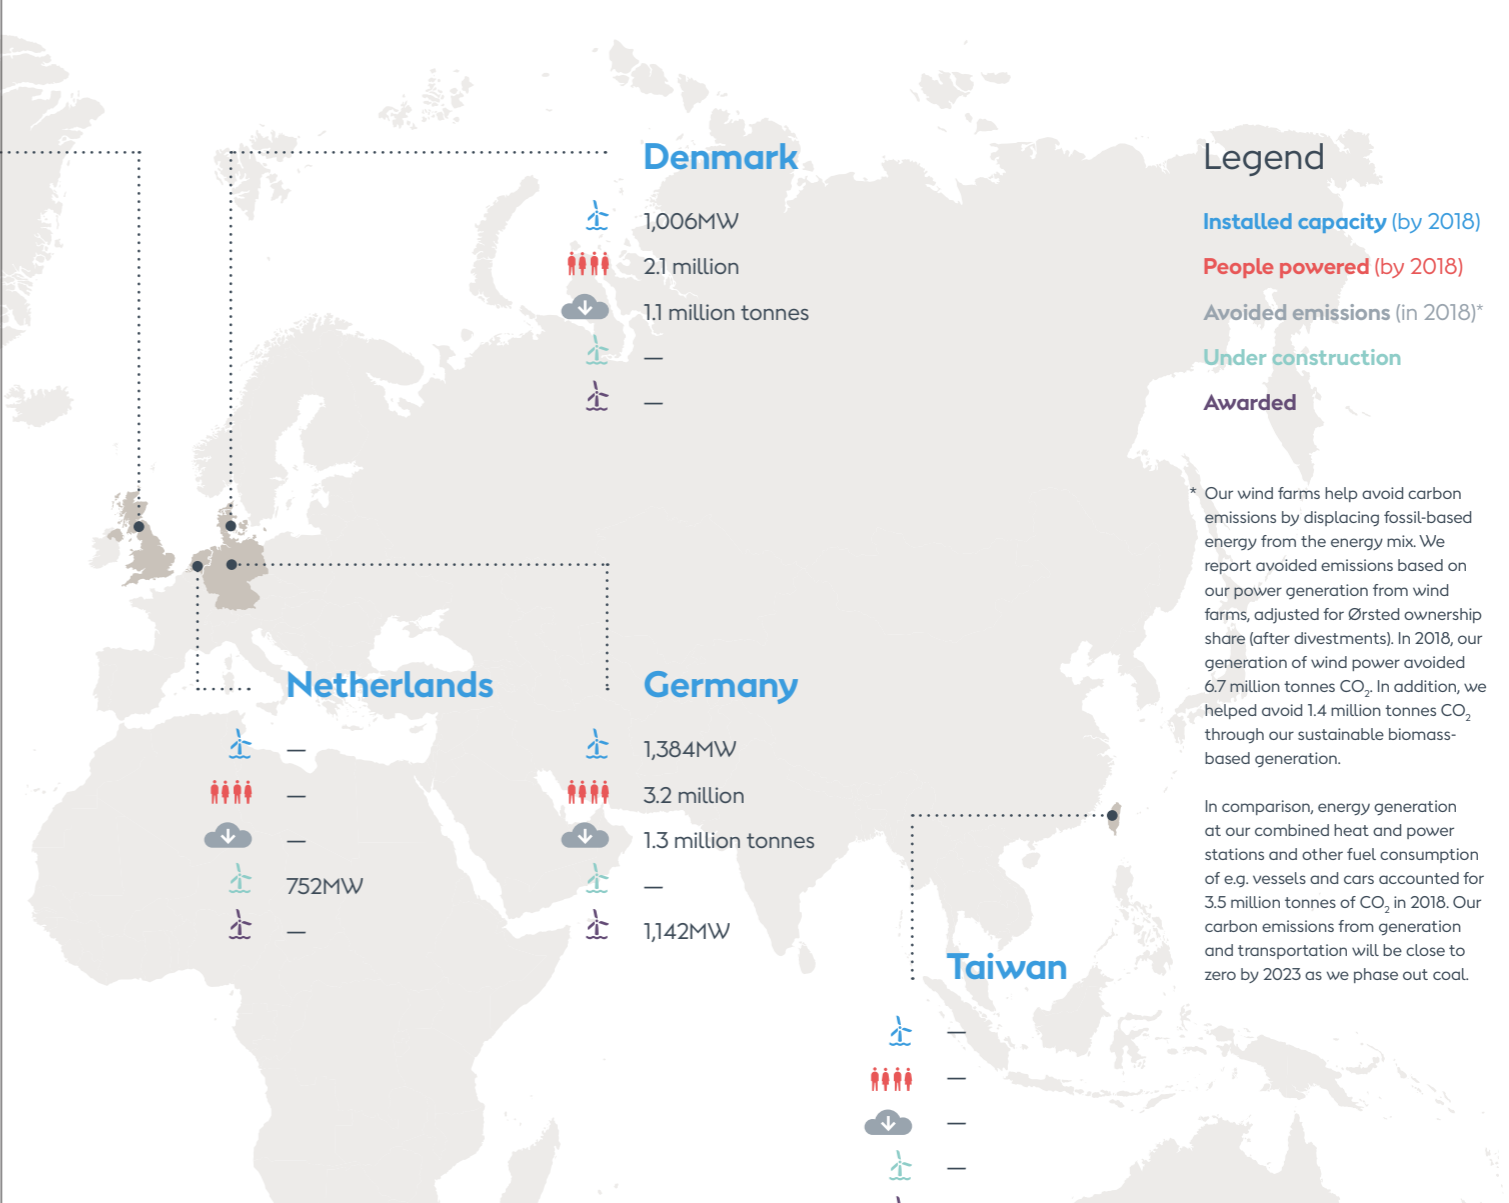 Denmark
1,006MW
2.1 million
1.1 million tonnes
—
—
Netherlands
—
—
—
752MW
—
Germany
1,384MW
3.2 million
1.3 million tonnes
—
1,142MW
Taiwan
—
—
—
—
Legend
Installed capacity (by 2018)
People powered (by 2018)
Avoided emissions (in 2018)*
Under construction
Awarded
* Our wind farms help avoid carbon
emissions by displacing fossil-based
energy from the energy mix. We
report avoided emissions based on
our power generation from wind
farms, adjusted for Ørsted ownership
share (after divestments). In 2018, our
generation of wind power avoided
6.7 million tonnes CO₂. In addition, we
helped avoid 1.4 million tonnes CO₂
through our sustainable biomass-
based generation.
In comparison, energy generation
at our combined heat and power
stations and other fuel consumption
of e.g. vessels and cars accounted for
3.5 million tonnes of CO₂ in 2018. Our
carbon emissions from generation
and transportation will be close to
zero by 2023 as we phase out coal.